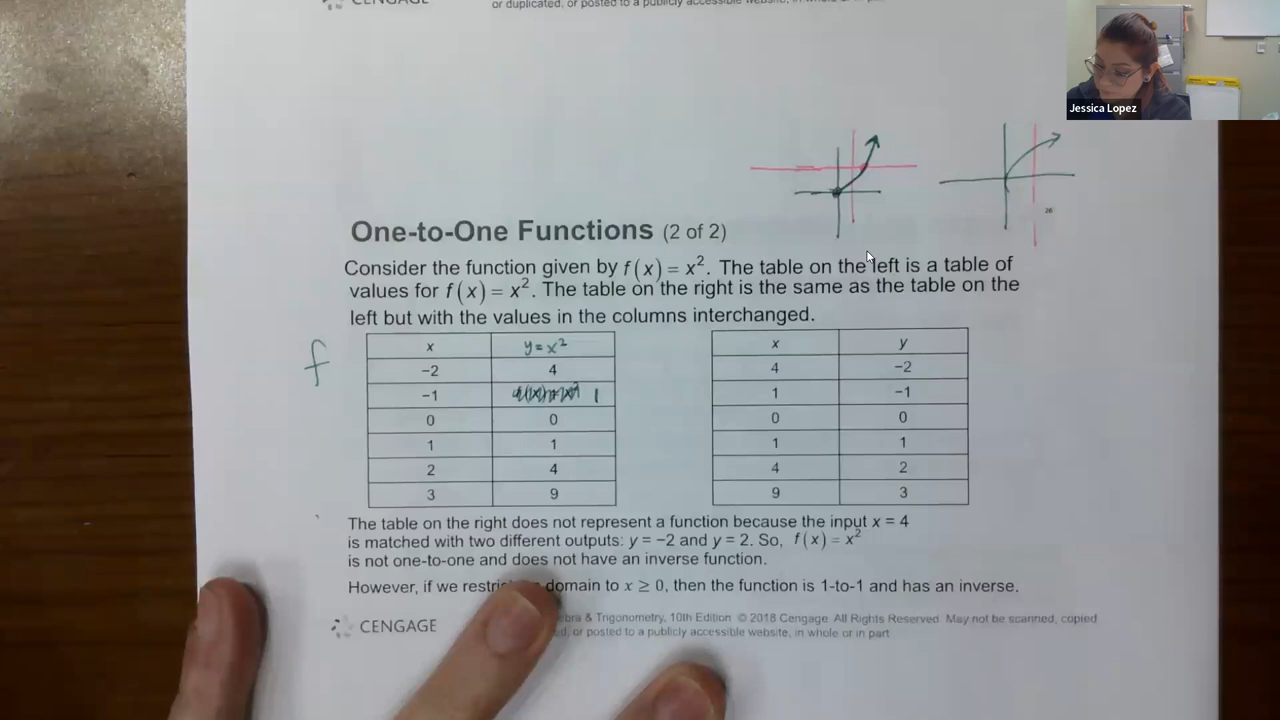 CENGAGE
or duplicated, or posted to a publicly accessible website, in whole or in part
Jessica Lopez
26
One-to-One Functions (2 of 2)
Consider the function given by f(x) = x². The table on the left is a table of
values for f(x) = x². The table on the right is the same as the table on the
left but with the values in the columns interchanged.
f
x y=x²
−2 4
−1 1
0 0
1 1
2 4
3 9
x y
4 −2
1 −1
0 0
1 1
4 2
9 3
The table on the right does not represent a function because the input x = 4
is matched with two different outputs: y = −2 and y = 2. So, f(x) = x²
is not one-to-one and does not have an inverse function.
However, if we domain to x ≥ 0, then the function is 1-to-1 and has an inverse.
CENGAGE
& Trigonometry, 10th Edition © 2018 Cengage All Rights Reserved May not be scanned, copied
or posted to a publicly accessible website, in whole or in part